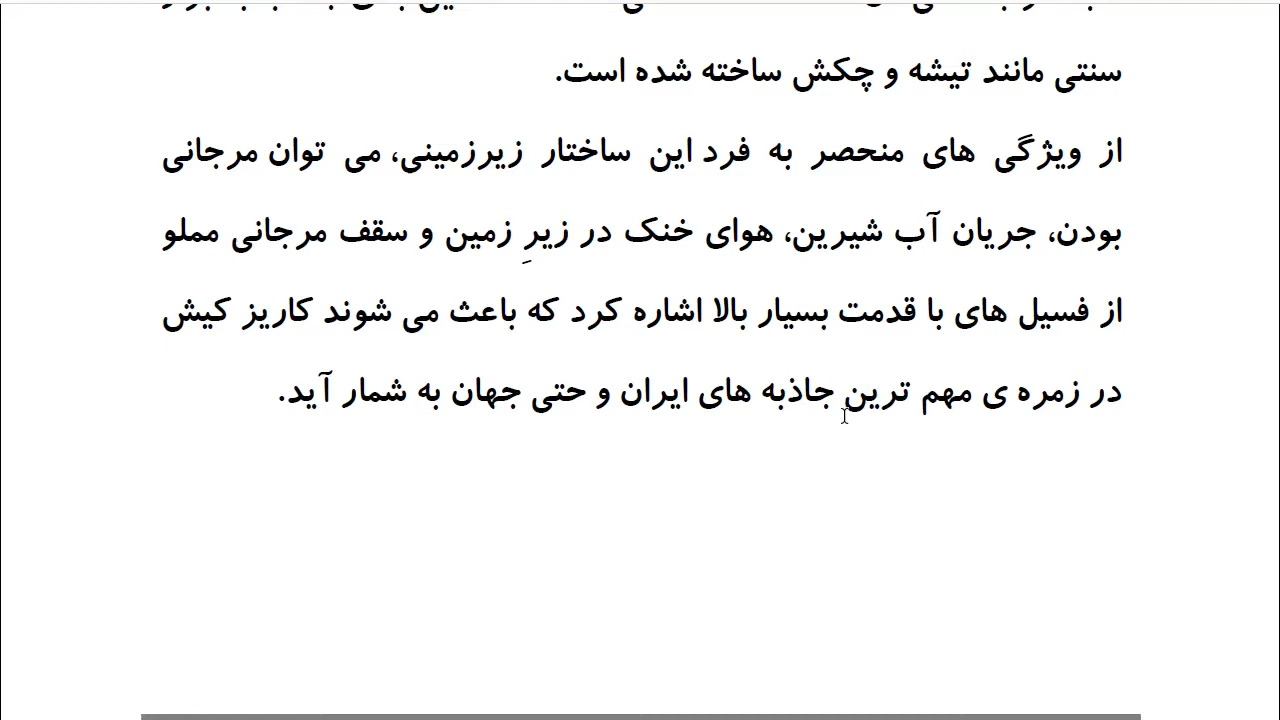 سنتی مانند تیشه و چکش ساخته شده است.
از ویژگی های منحصر به فرد این ساختار زیرزمینی، می توان مرجانی
بودن، جریان آب شیرین، هوای خنک در زیرِ زمین و سقف مرجانی مملو
از فسیل های با قدمت بسیار بالا اشاره کرد که باعث می شوند کاریز کیش
در زمره ی مهم ترین جاذبه های ایران و حتی جهان به شمار آید.